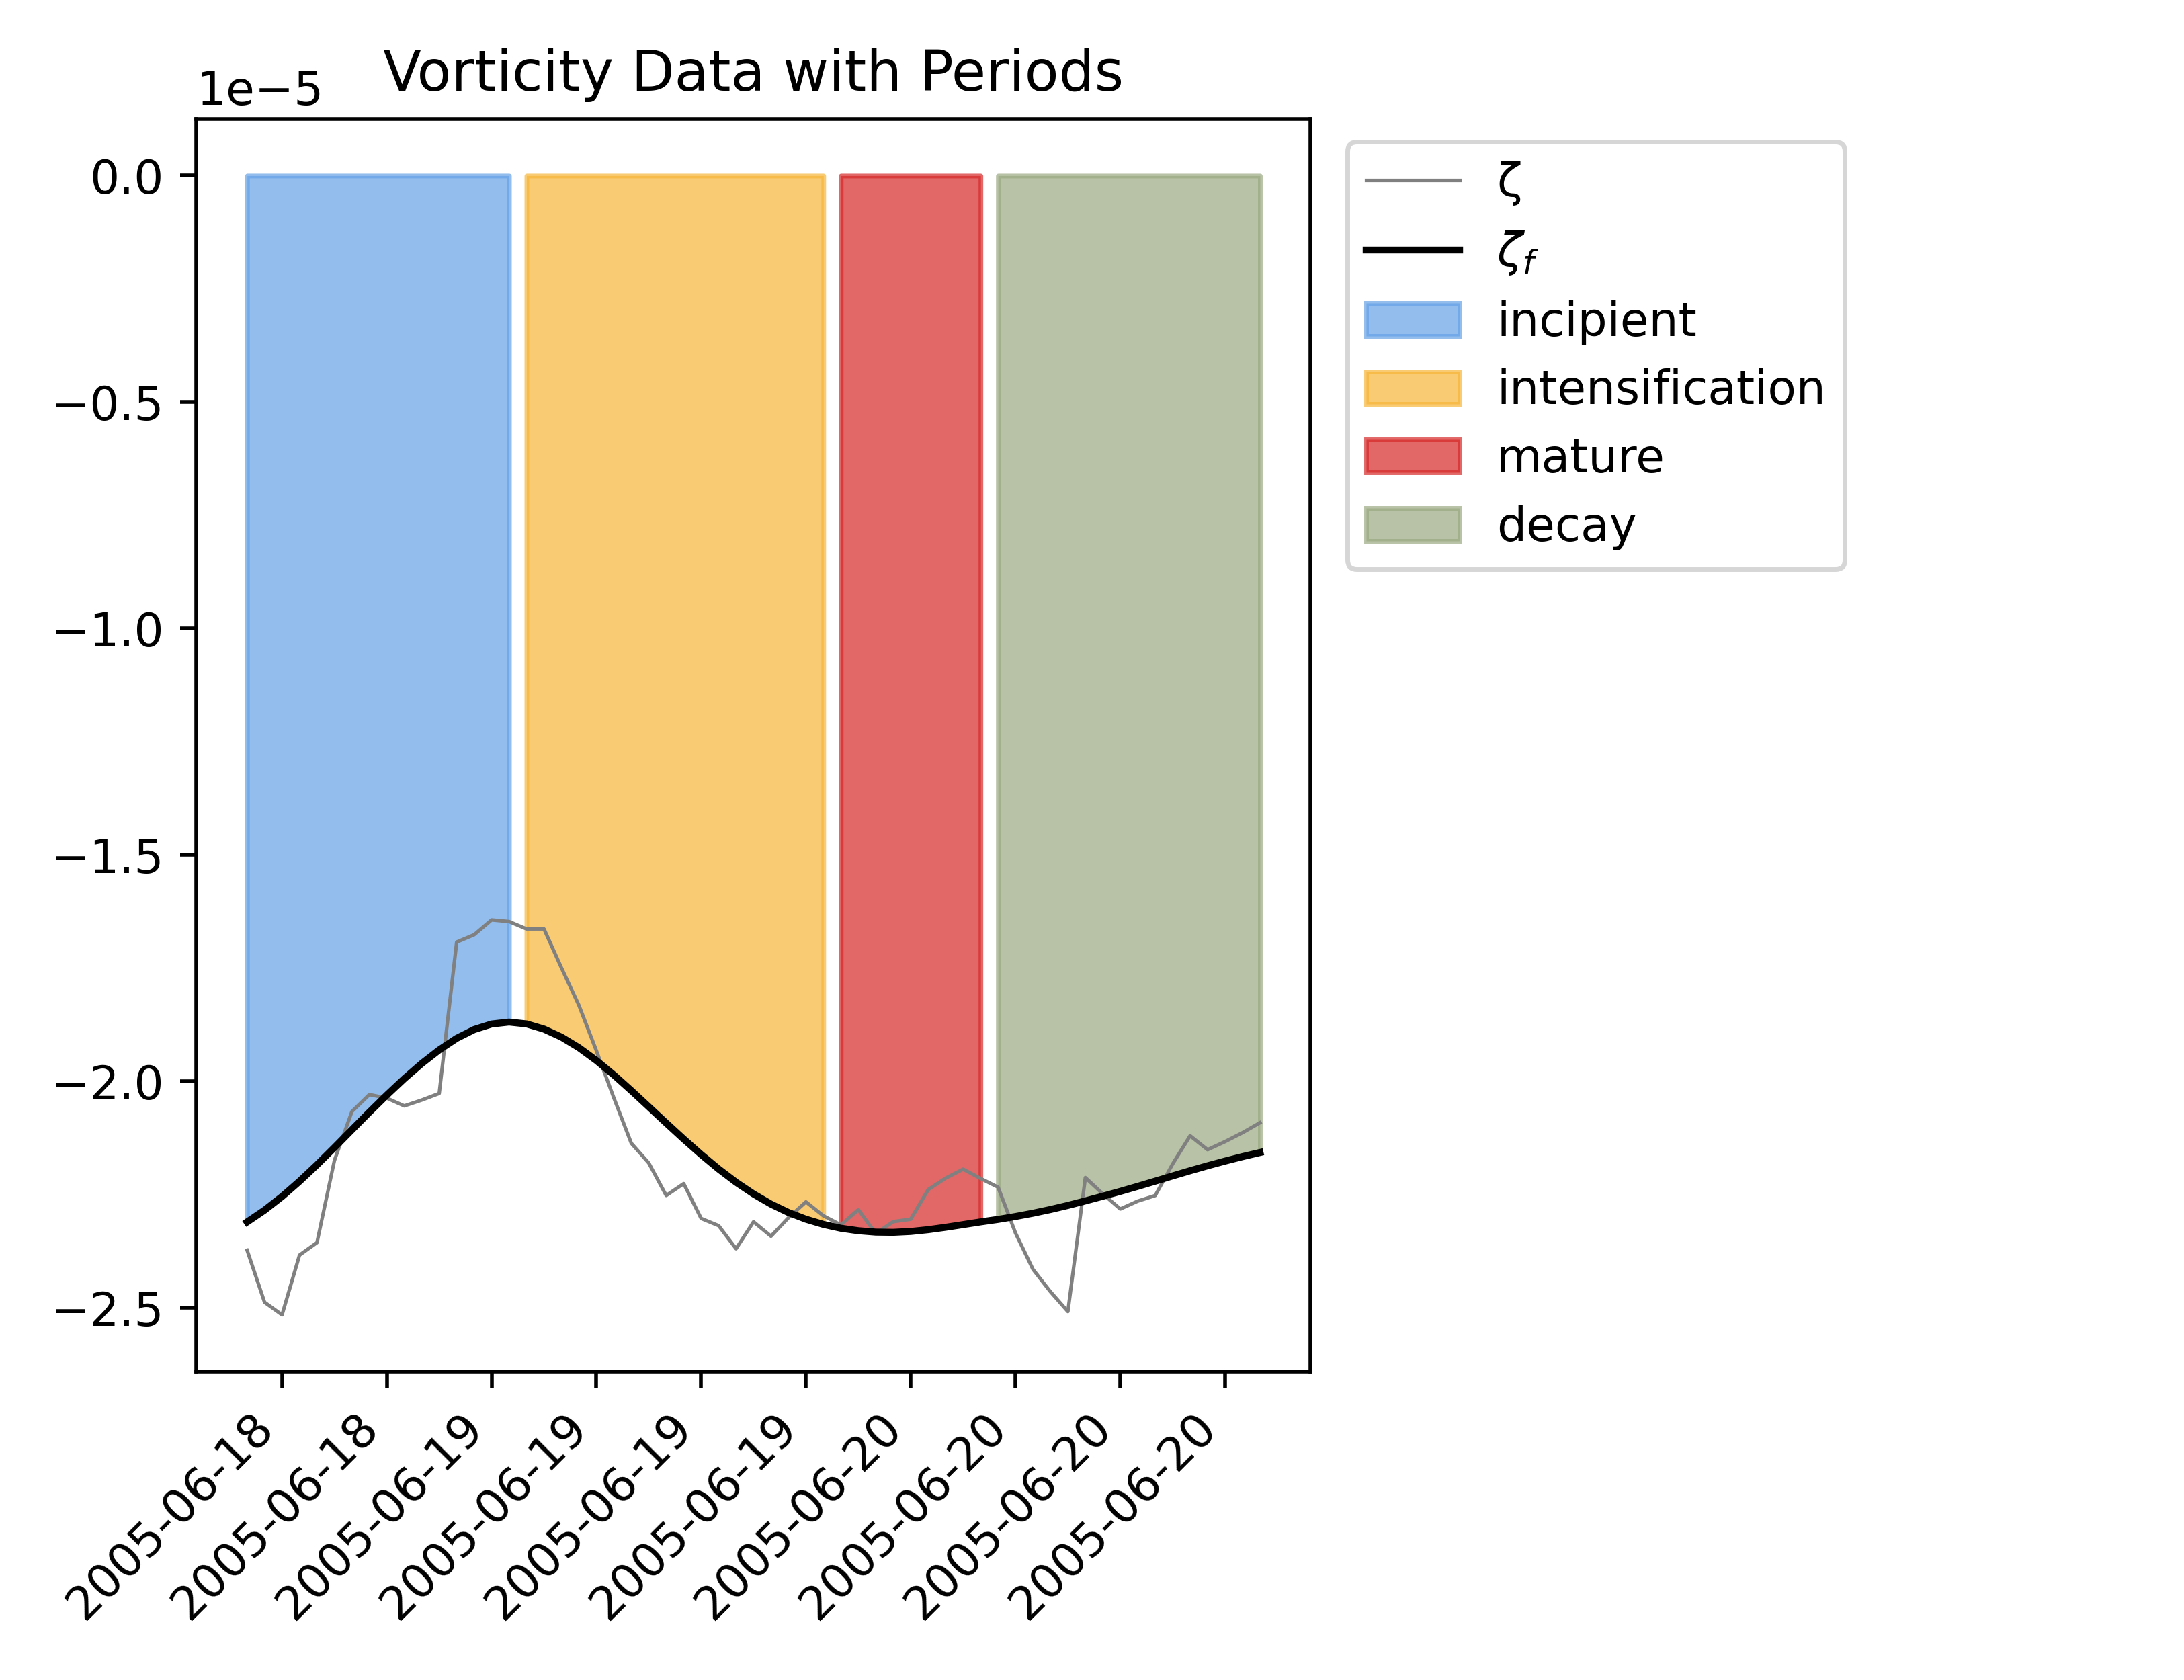 Vorticity Data with Periods
1e−5
0.0
−0.5
−1.0
−1.5
−2.0
−2.5
2005-06-18
2005-06-18
2005-06-19
2005-06-19
2005-06-19
2005-06-19
2005-06-20
2005-06-20
2005-06-20
2005-06-20
ζ
ζf
incipient
intensification
mature
decay